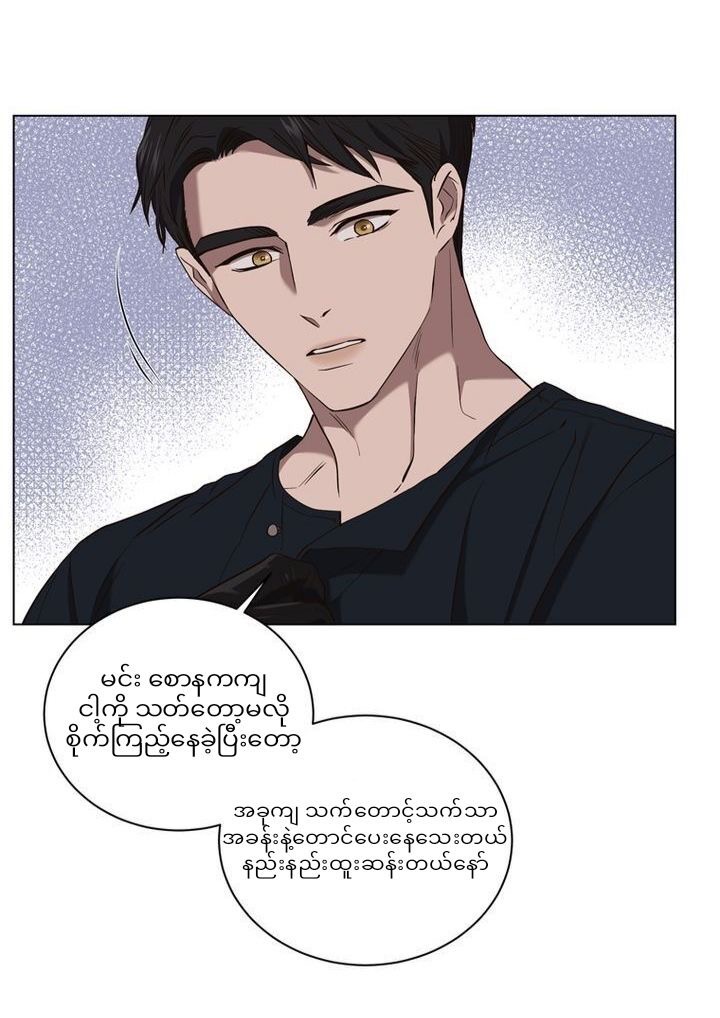 မင်း စောနကကျ
ငါ့ကို သတ်တော့မလို
စိုက်ကြည့်နေခဲ့ပြီးတော့
အခုကျ သက်တောင့်သက်သာ
အခန်းနဲ့တောင်ပေးနေသေးတယ်
နည်းနည်းထူးဆန်းတယ်နော်